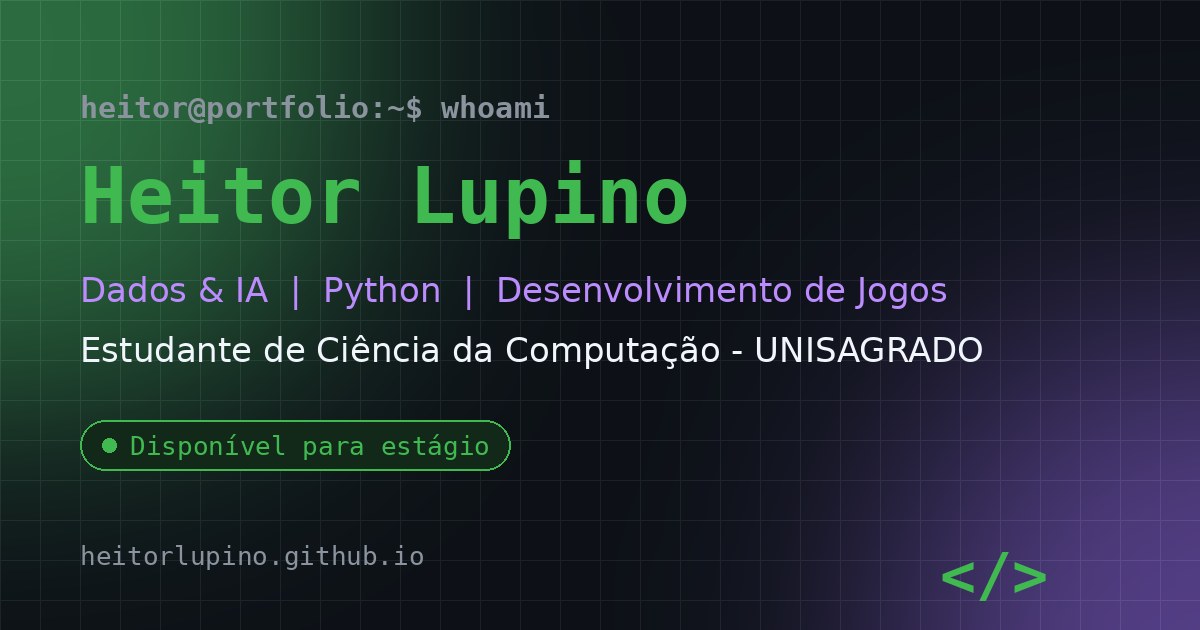 heitor@portfolio:~$ whoami
Heitor Lupino
Dados & IA | Python | Desenvolvimento de Jogos
Estudante de Ciência da Computação - UNISAGRADO
Disponível para estágio
heitorlupino.github.io
</>